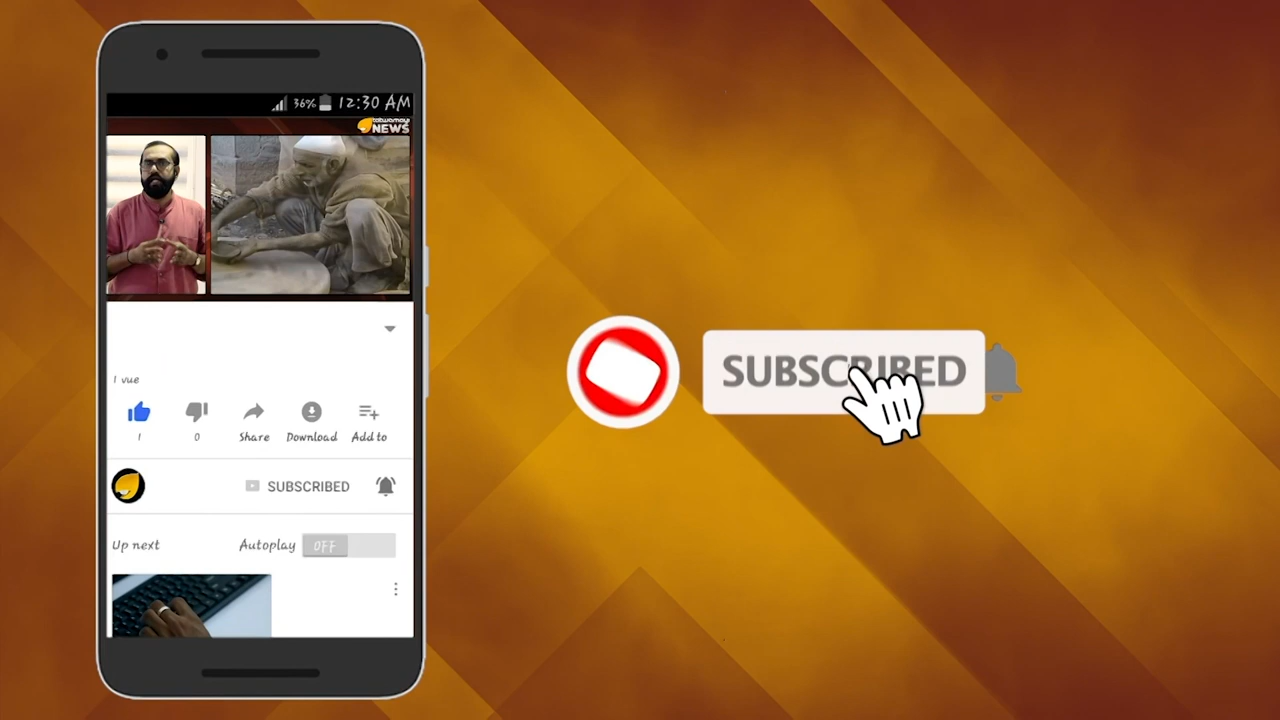 36% 12:30 AM
tatwamayi
NEWS
1 vue
1 0 Share Download Add to
SUBSCRIBED
Up next Autoplay OFF
SUBSCRIBED